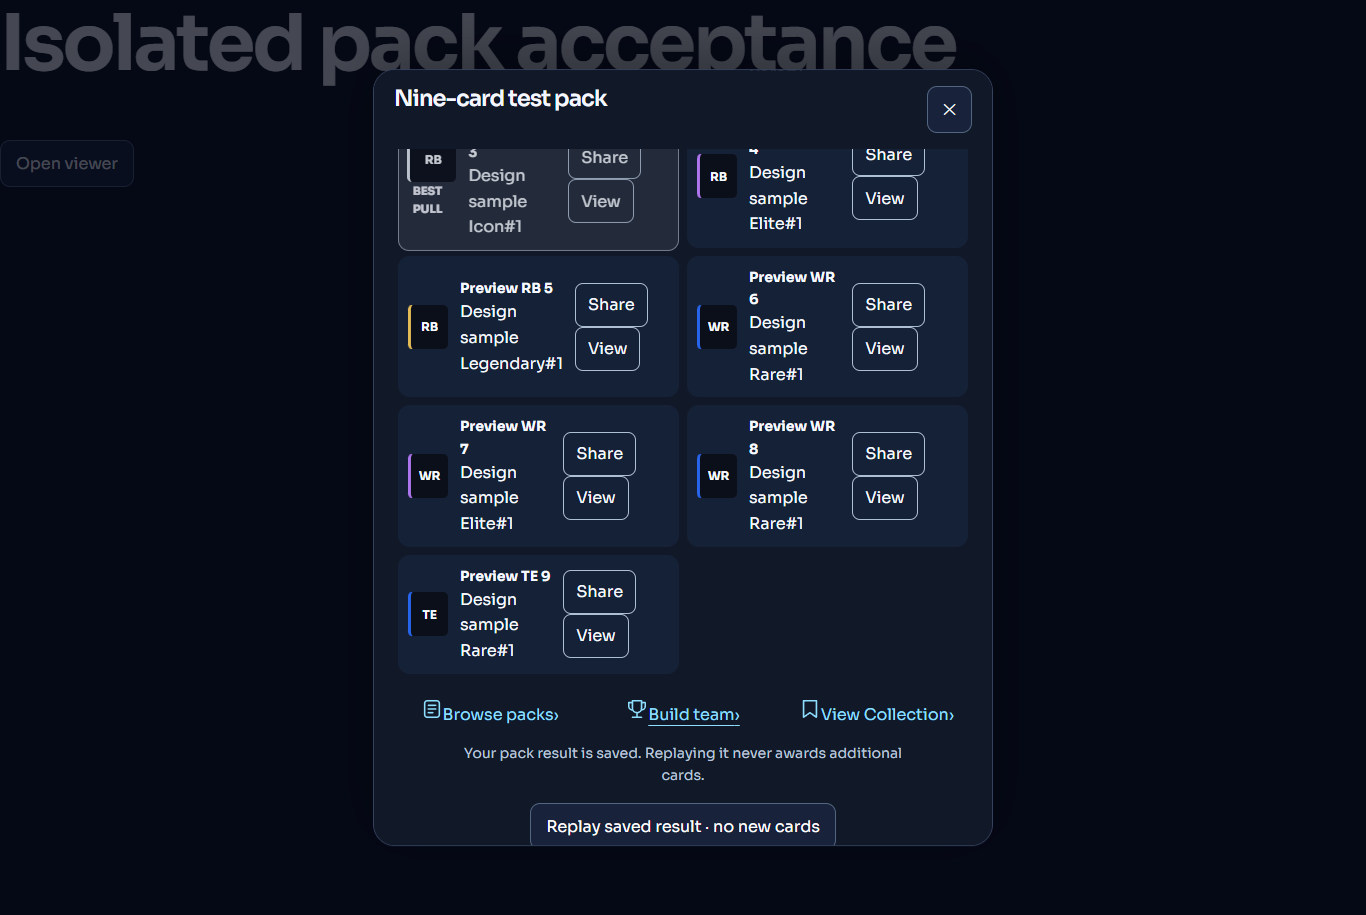 Isolated pack acceptance
Nine-card test pack
Open viewer
RB
BEST
PULL
3
Design
sample
Icon#1
Share
View
RB
4
Design
sample
Elite#1
Share
View
RB
Preview RB 5
Design
sample
Legendary#1
Share
View
WR
Preview WR
6
Design
sample
Rare#1
Share
View
WR
Preview WR
7
Design
sample
Elite#1
Share
View
WR
Preview WR
8
Design
sample
Rare#1
Share
View
TE
Preview TE 9
Design
sample
Rare#1
Share
View
Browse packs›
Build team›
View Collection›
Your pack result is saved. Replaying it never awards additional
cards.
Replay saved result · no new cards